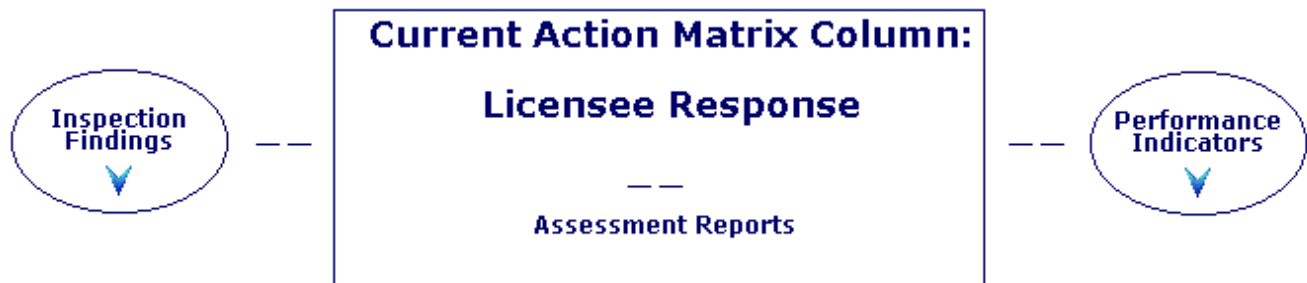 Current Action Matrix Column:
Licensee Response
Inspection
Findings
Performance
Indicators
Assessment Reports